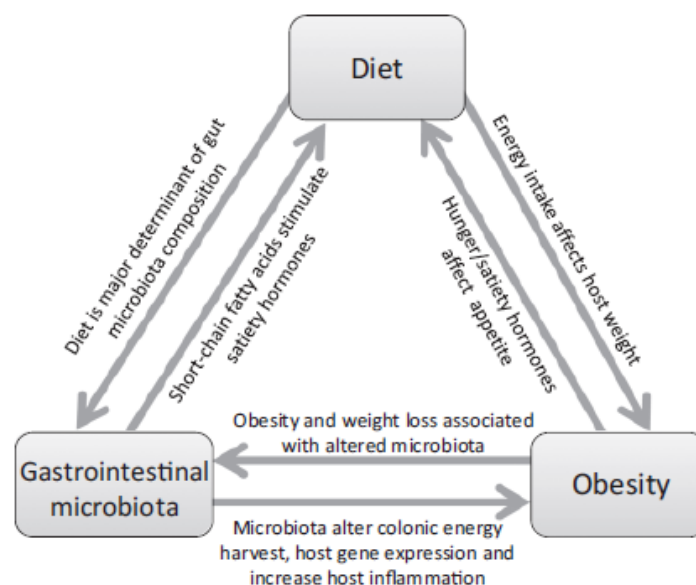 Diet
Diet is major determinant of gut
microbiota composition
Short-chain fatty acids stimulate
satiety hormones
Hunger/satiety hormones
affect appetite
Energy intake affects host weight
Gastrointestinal
microbiota
Obesity and weight loss associated
with altered microbiota
Obesity
Microbiota alter colonic energy
harvest, host gene expression and
increase host inflammation